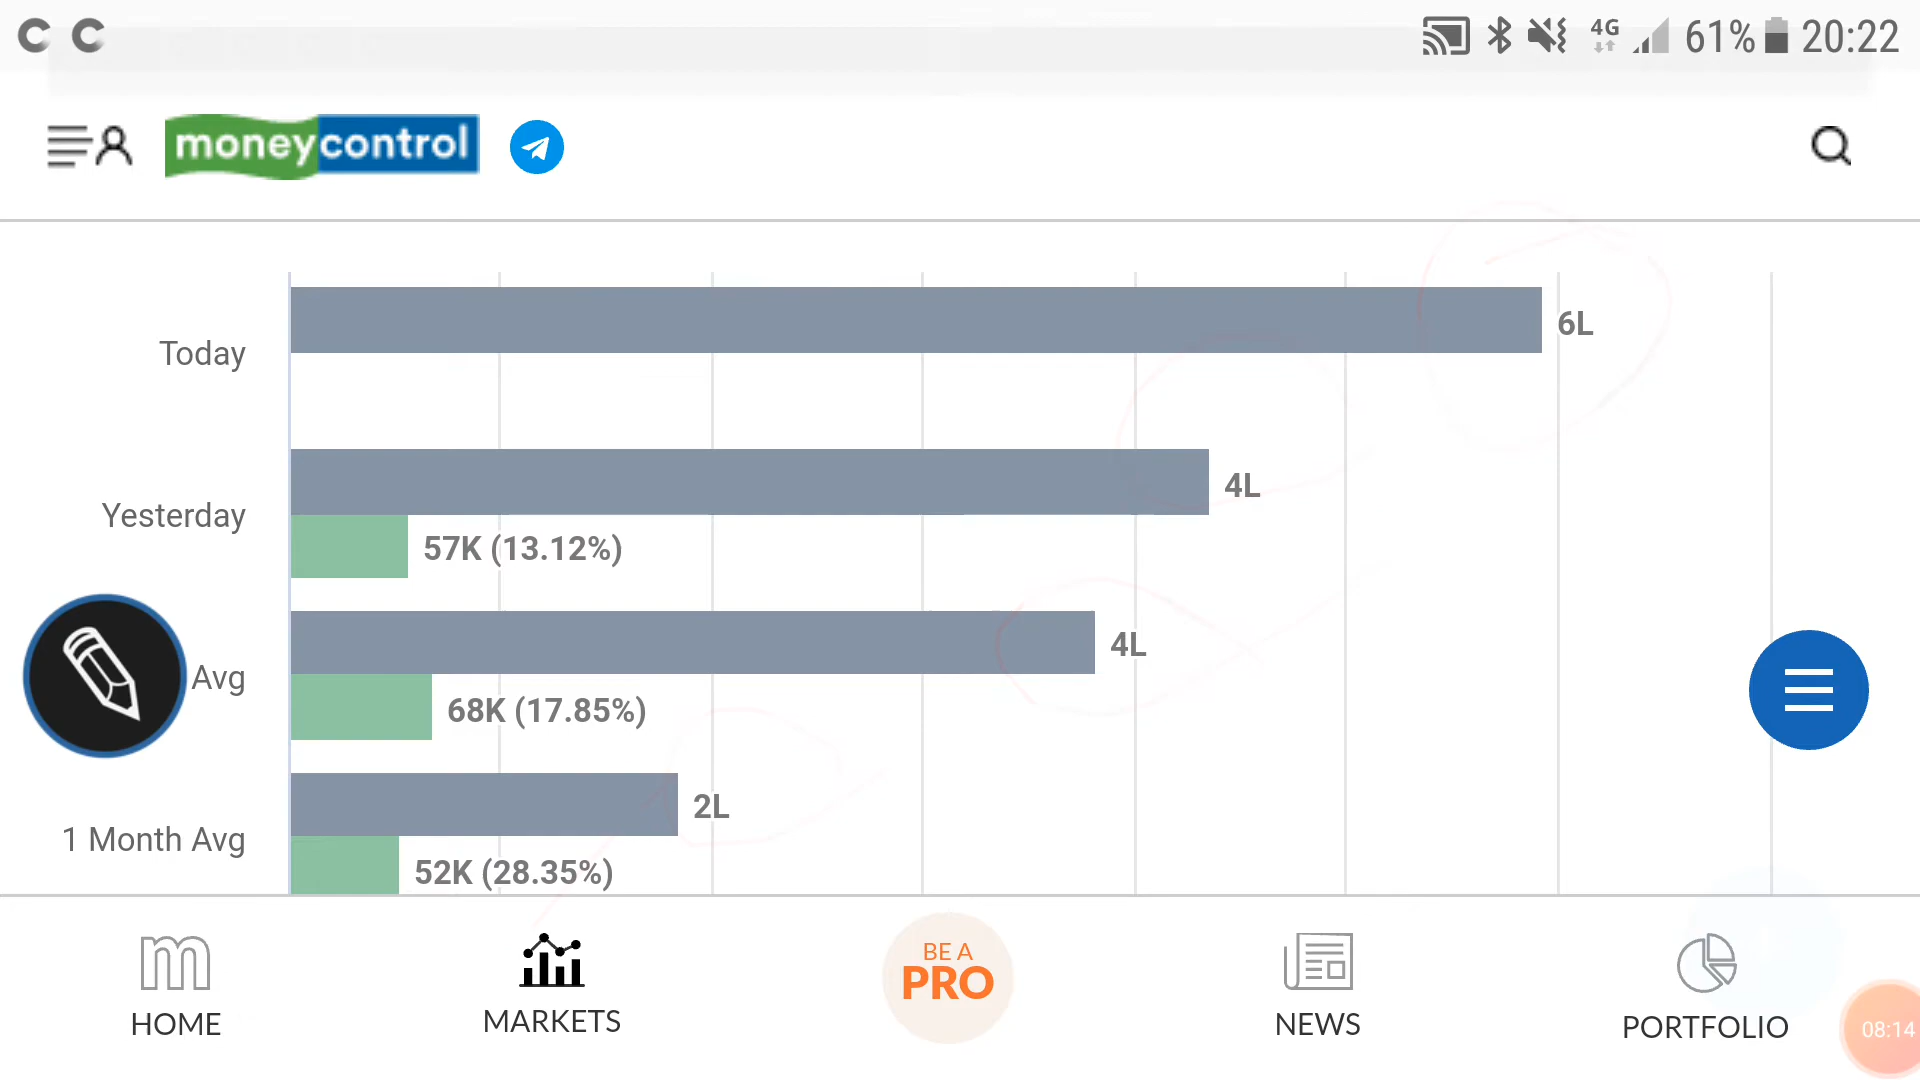 4G 61% 20:22
moneycontrol
Today 6L
Yesterday 4L
57K (13.12%)
Avg 4L
68K (17.85%)
1 Month Avg 2L
52K (28.35%)
HOME MARKETS BE A PRO NEWS PORTFOLIO
08:14